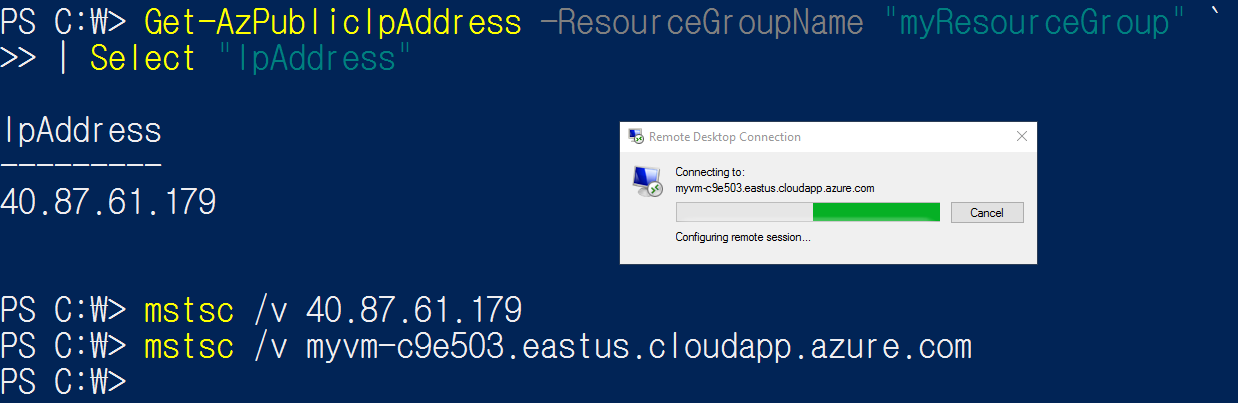 PS C:₩> Get-AzPublicIpAddress -ResourceGroupName "myResourceGroup" `
>> | Select "IpAddress"
IpAddress
---------
40.87.61.179
Remote Desktop Connection
Connecting to:
myvm-c9e503.eastus.cloudapp.azure.com
Cancel
Configuring remote session...
PS C:₩> mstsc /v 40.87.61.179
PS C:₩> mstsc /v myvm-c9e503.eastus.cloudapp.azure.com
PS C:₩>